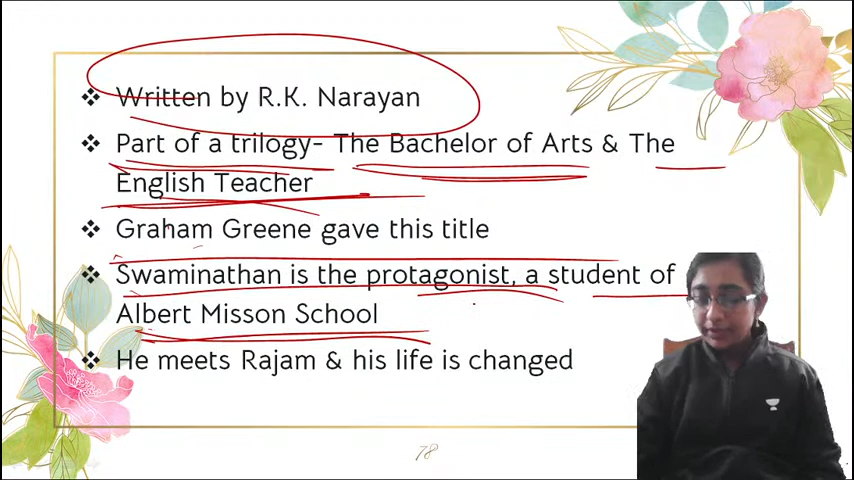 ❖ Written by R.K. Narayan
❖ Part of a trilogy- The Bachelor of Arts & The
English Teacher
❖ Graham Greene gave this title
❖ Swaminathan is the protagonist, a student of
Albert Misson School
❖ He meets Rajam & his life is changed
78